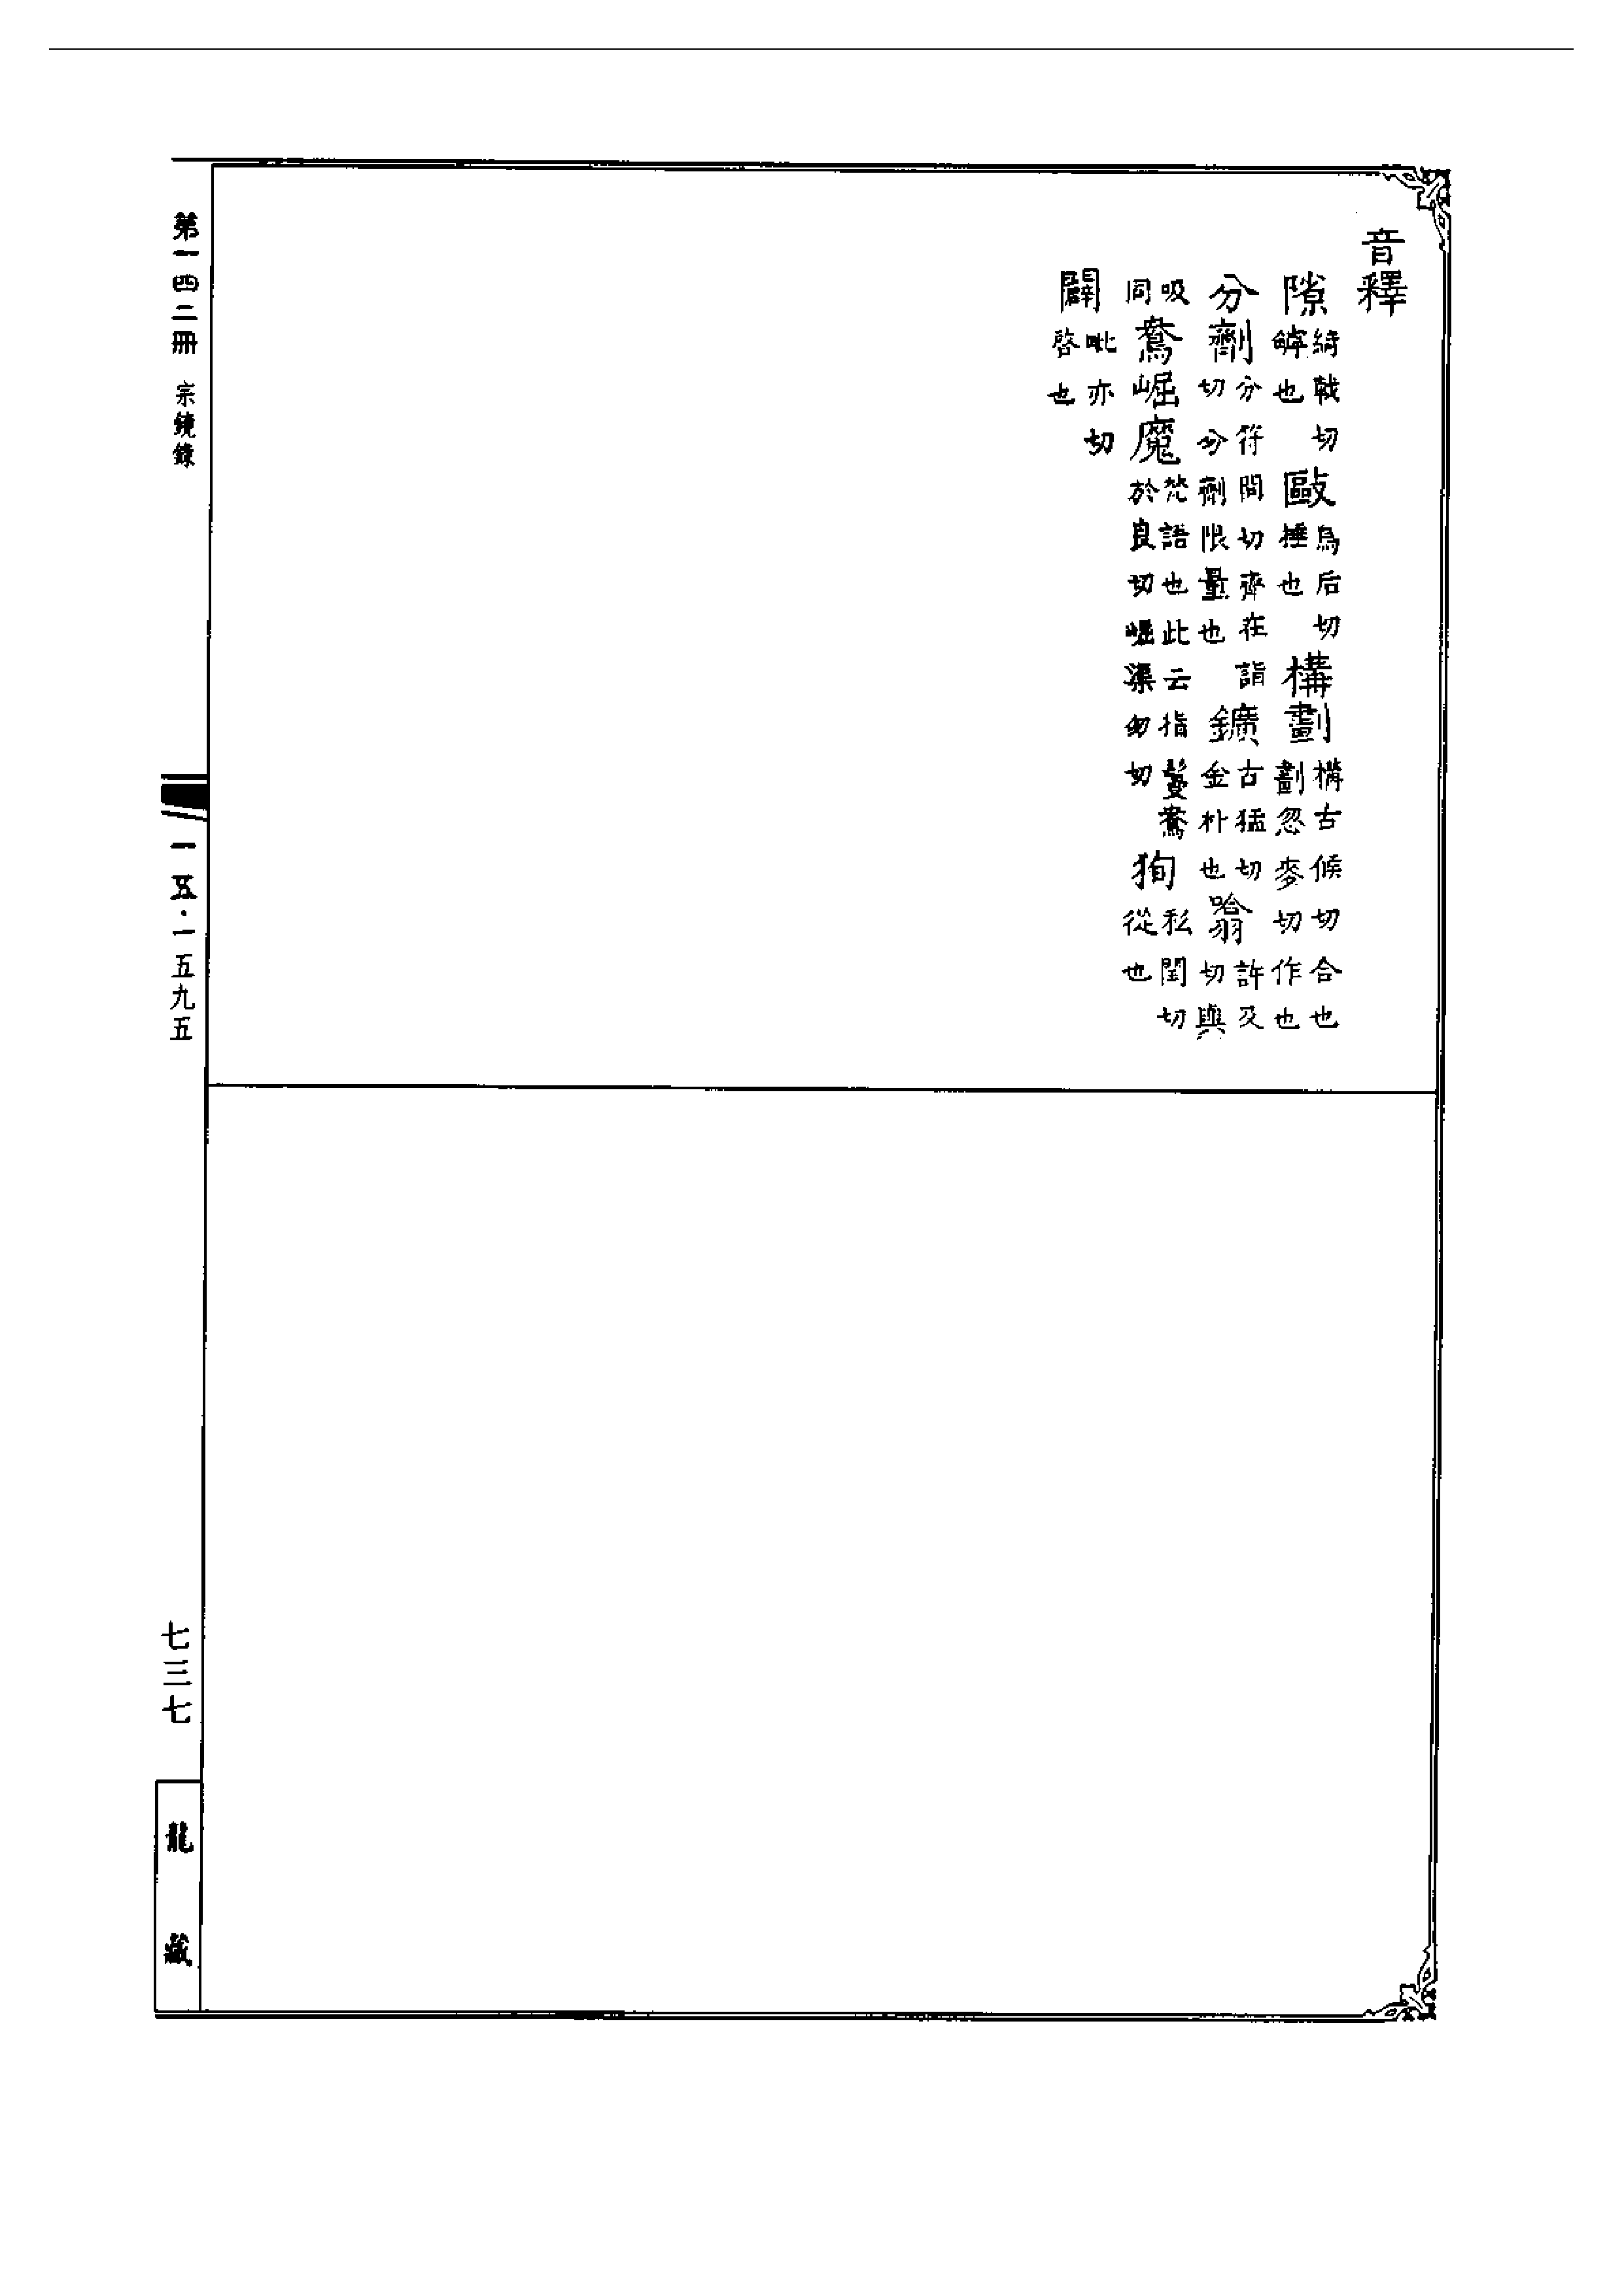 音釋
隙綺戟切罅也 毆烏后切捶也 構劃構古候切合也劃忽麥切作也
分劑分符問切齊在詣切分劑限量也 鑛古猛切金朴也 噏許及切與
吸同 鴦崛魔梵語也此云指鬘鴦於良切崛渠勿切 狥私閏切從也
闢毗亦切啓也
第一四二冊 宗鏡錄
一五·一五九五
七三七
龍藏